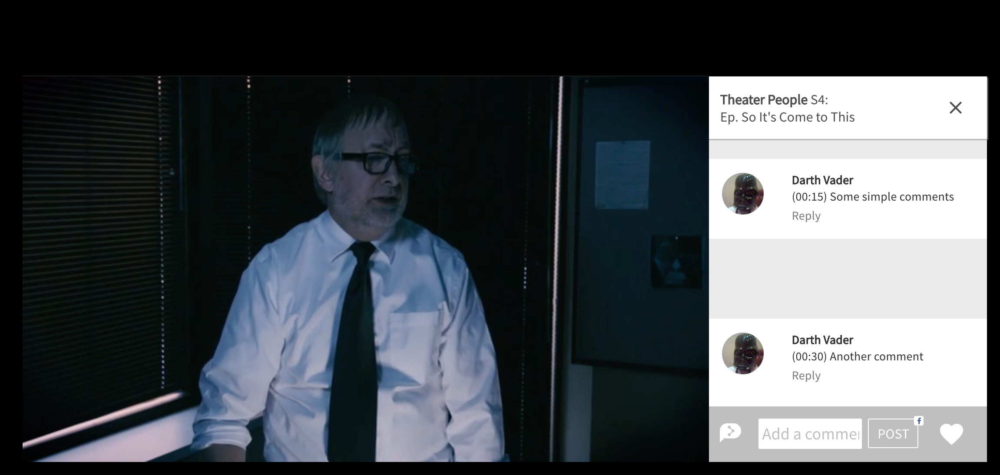 Theater People S4:
Ep. So It's Come to This
Darth Vader
(00:15) Some simple comments
Reply
Darth Vader
(00:30) Another comment
Reply
Add a commen
POST
f